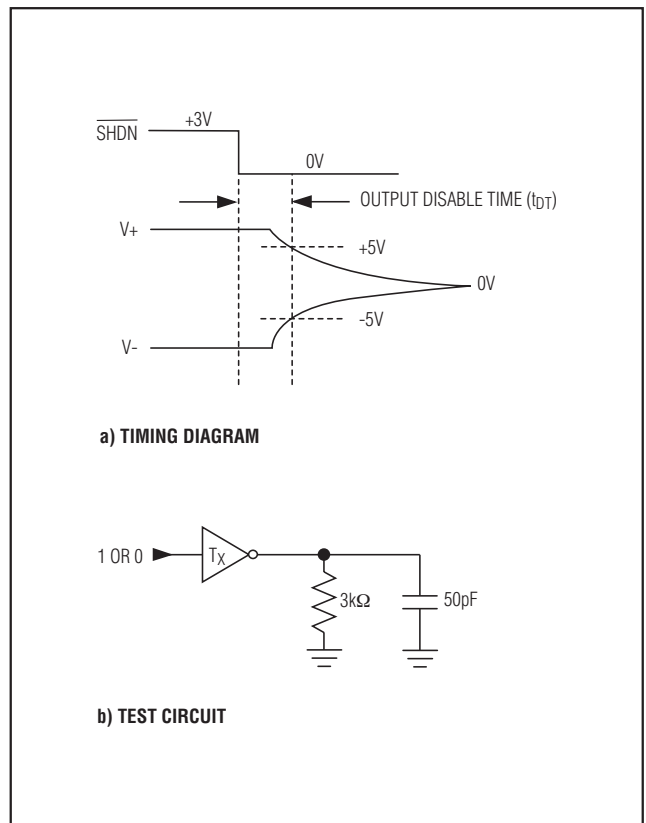 SHDN
+3V
0V
OUTPUT DISABLE TIME (tDT)
V+
+5V
0V
-5V
V-
a) TIMING DIAGRAM
1 OR 0
TX
3kΩ
50pF
b) TEST CIRCUIT